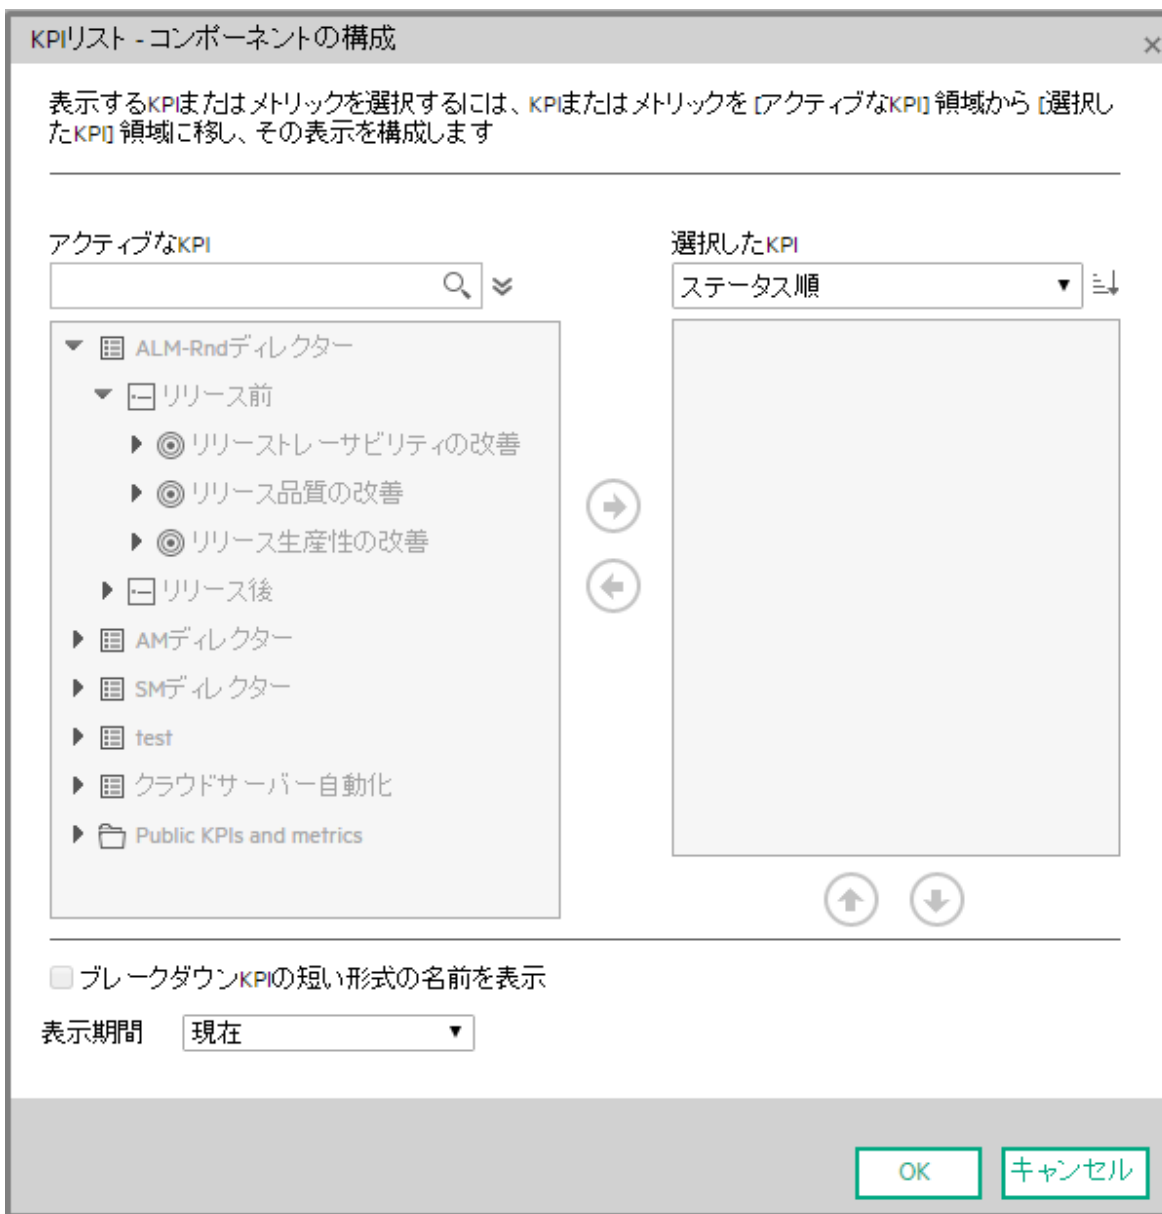 KPIリスト - コンポーネントの構成
表示するKPIまたはメトリックを選択するには、KPIまたはメトリックを [アクティブなKPI] 領域から [選択し
たKPI] 領域に移し、その表示を構成します
アクティブなKPI
選択したKPI
ステータス順
ALM-Rndディレクター
リリース前
リリーストレーサビリティの改善
リリース品質の改善
リリース生産性の改善
リリース後
AMディレクター
SMディレクター
test
クラウドサーバー自動化
Public KPIs and metrics
ブレークダウンKPIの短い形式の名前を表示
表示期間
現在
OK
キャンセル